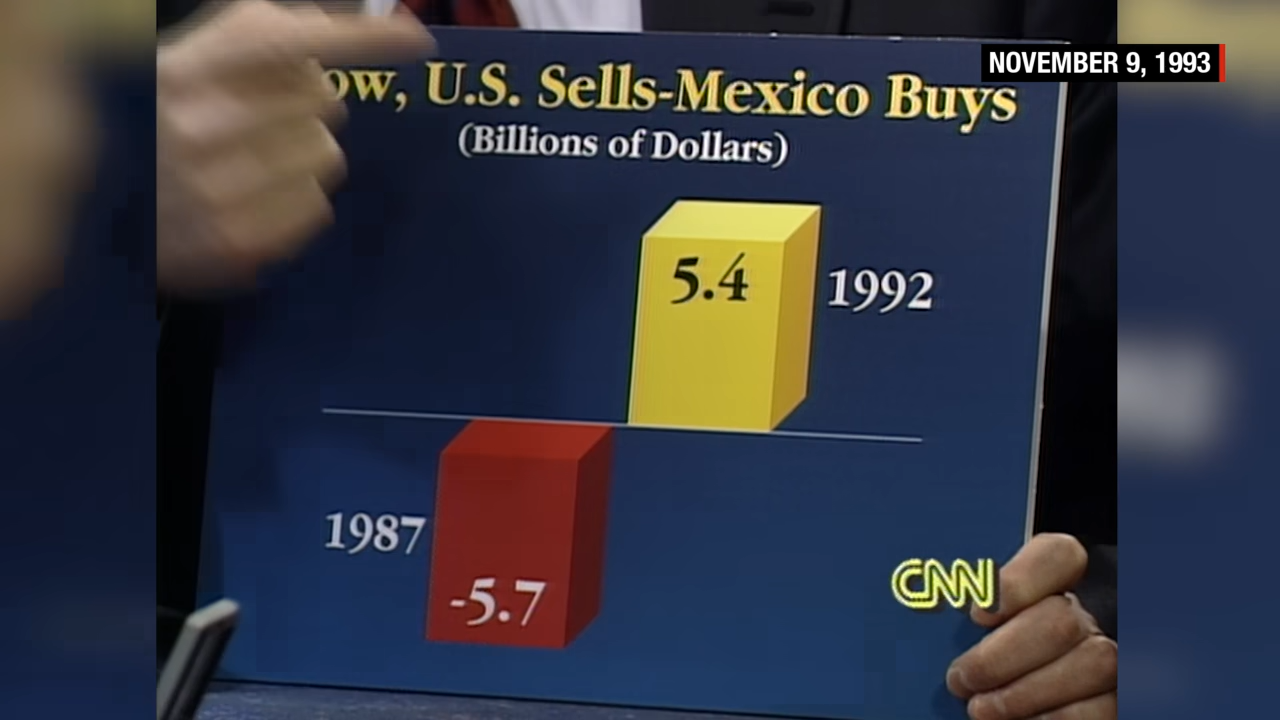 NOVEMBER 9, 1993
ow, U.S. Sells-Mexico Buys
(Billions of Dollars)
5.4
1992
1987
-5.7
CNN